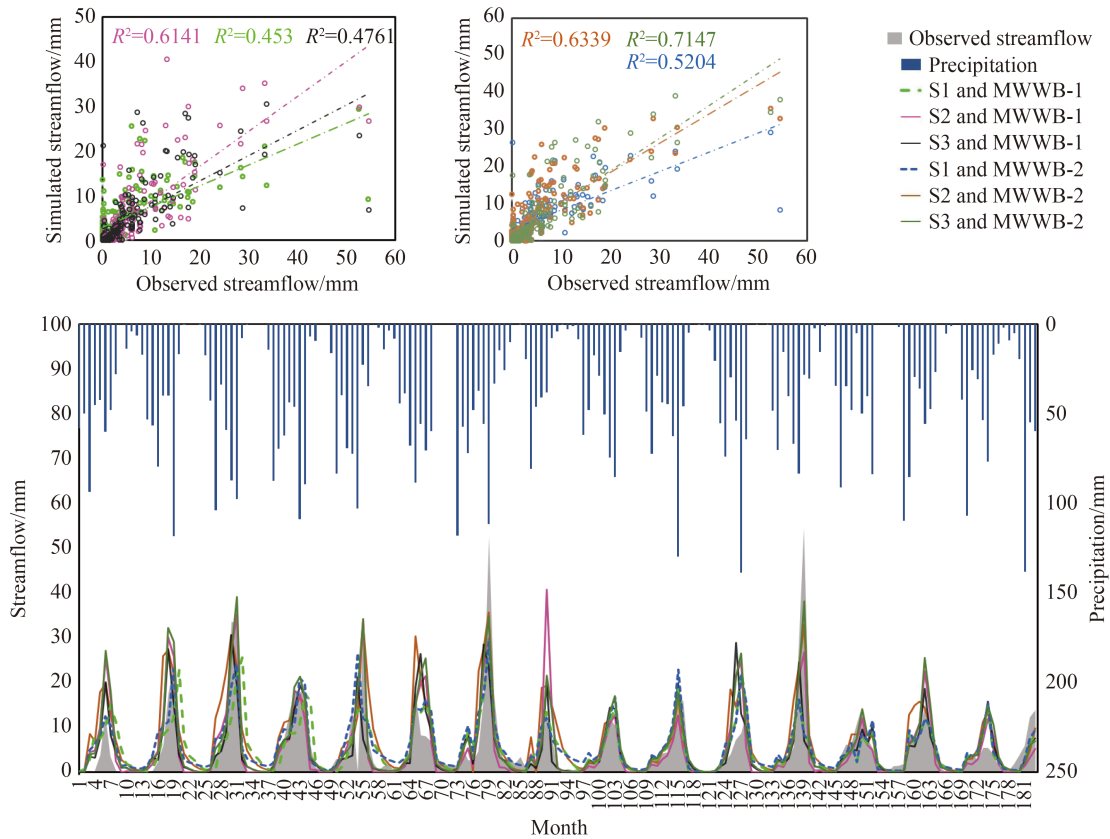 R²=0.6141 R²=0.453 R²=0.4761
Simulated streamflow/mm
50
40
30
20
10
0
0 10 20 30 40 50 60
Observed streamflow/mm
R²=0.6339 R²=0.7147
R²=0.5204
Simulated streamflow/mm
60
50
40
30
20
10
0
0 10 20 30 40 50 60
Observed streamflow/mm
Observed streamflow
Precipitation
S1 and MWWB-1
S2 and MWWB-1
S3 and MWWB-1
S1 and MWWB-2
S2 and MWWB-2
S3 and MWWB-2
Streamflow/mm
100
90
80
70
60
50
40
30
20
10
0
0
50
100
150
200
250
Precipitation/mm
1 4 7 10 13 16 19 22 25 28 31 34 37 40 43 46 49 52 55 58 61 64 67 70 73 76 79 82 85 88 91 94 97 100 103 106 109 112 115 118 121 124 127 130 133 136 139 142 145 148 151 154 157 160 163 166 169 172 175 178 181
Month